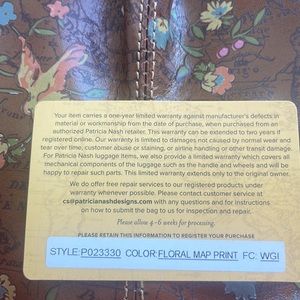 Your item carries a one-year limited warranty against manufacturer's defects in
material or workmanship from the date of purchase, when purchased from an
authorized Patricia Nash retailer. This warranty can be extended to two years if
registered online. Our warranty is limited to damages not caused by normal wear and
tear over time, customer abuse or staining, or airline handling or other transit damage.
For Patricia Nash luggage items, we also provide a limited warranty which covers all
mechanical components of the luggage such as the handle and wheels and will be
happy to repair such parts. This limited warranty extends only to the original owner.
We do offer free repair services to our registered products under
warranty whenever possible. Please contact customer service at
cs@patricianashdesigns.com with any questions and for instructions
on how to submit the bag to us for inspection and repair.
Please allow 4-6 weeks for processing.
PLEASE RETAIN THIS INFORMATION TO REGISTER YOUR PURCHASE
STYLE:P023330 COLOR:FLORAL MAP PRINT FC: WGI